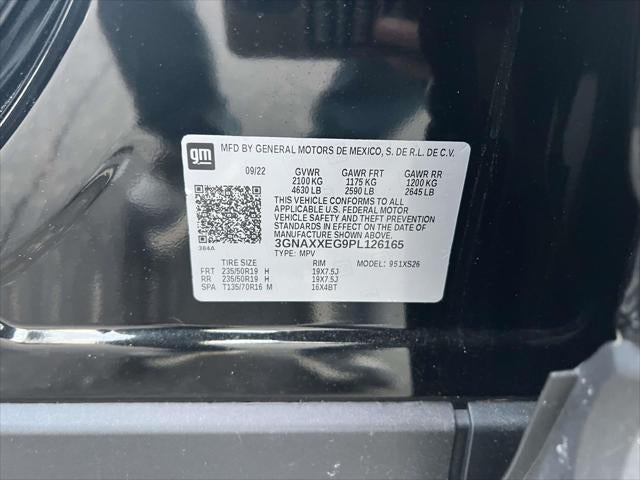 gm
MFD BY GENERAL MOTORS DE MEXICO, S. DE R.L. DE C.V.
09/22 GVWR GAWR FRT GAWR RR
2100 KG 1175 KG 1200 KG
4630 LB 2590 LB 2645 LB
THIS VEHICLE CONFORMS TO ALL
APPLICABLE U.S. FEDERAL MOTOR
VEHICLE SAFETY AND THEFT PREVENTION
STANDARDS IN EFFECT ON THE DATE OF
MANUFACTURE SHOWN ABOVE.
384A 3GNAXXEG9PL126165
TYPE: MPV MODEL: 951XS26
TIRE SIZE RIM
FRT 235/50R19 H 19X7.5J
RR 235/50R19 H 19X7.5J
SPA T135/70R16 M 16X4BT